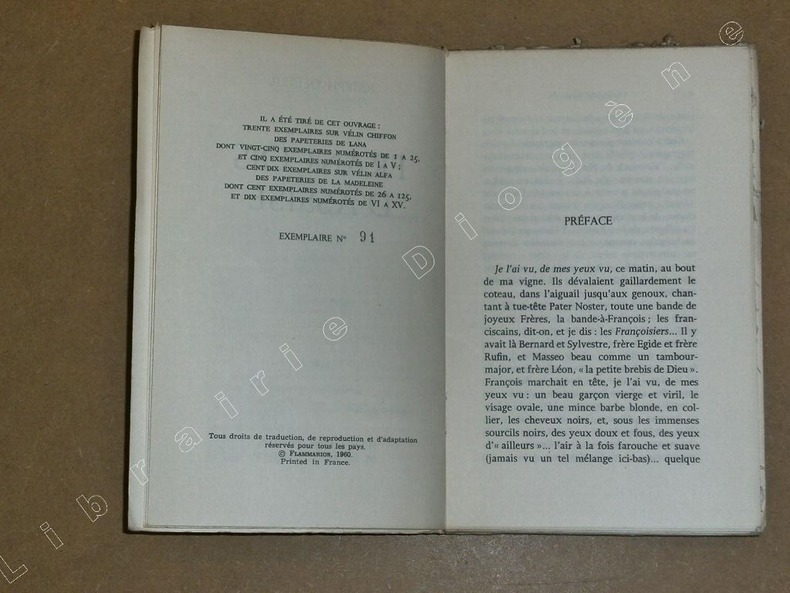 IL A ÉTÉ TIRÉ DE CET OUVRAGE :
TRENTE EXEMPLAIRES SUR VÉLIN CHIFFON
DES PAPETERIES DE LANA
DONT VINGT-CINQ EXEMPLAIRES NUMÉROTÉS DE 1 A 25,
ET CINQ EXEMPLAIRES NUMÉROTÉS DE I A V ;
CENT DIX EXEMPLAIRES SUR VÉLIN ALFA
DES PAPETERIES DE LA MADELEINE
DONT CENT EXEMPLAIRES NUMÉROTÉS DE 26 A 125,
ET DIX EXEMPLAIRES NUMÉROTÉS DE VI A XV.
EXEMPLAIRE N° 91
Tous droits de traduction, de reproduction et d'adaptation
réservés pour tous les pays.
© FLAMMARION, 1960.
Printed in France.
PRÉFACE
Je l'ai vu, de mes yeux vu, ce matin, au bout
de ma vigne. Ils dévalaient gaillardement le
coteau, dans l'aiguail jusqu'aux genoux, chan-
tant à tue-tête Pater Noster, toute une bande de
joyeux Frères, la bande-à-François ; les fran-
ciscains, dit-on, et je dis : les Françoisiers... Il y
avait là Bernard et Sylvestre, frère Egide et frère
Rufin, et Masseo beau comme un tambour-
major, et frère Léon, « la petite brebis de Dieu ».
François marchait en tête, je l'ai vu, de mes
yeux vu : un beau garçon vierge et viril, le
visage ovale, une mince barbe blonde, en col-
lier, les cheveux noirs, et, sous les immenses
sourcils noirs, des yeux doux et fous, des yeux
d'« ailleurs »... l'air à la fois farouche et suave
(jamais vu un tel mélange ici-bas)... quelque
Librairie Diogène